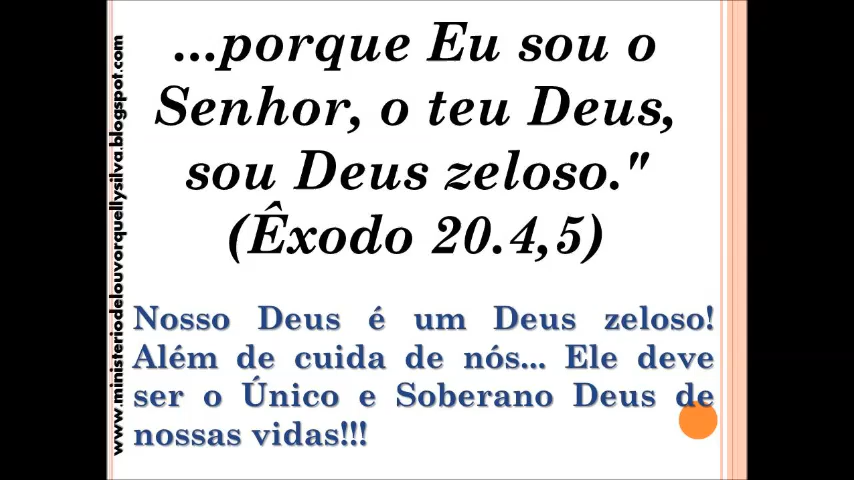 ...porque Eu sou o
Senhor, o teu Deus,
sou Deus zeloso."
(Êxodo 20.4,5)
Nosso Deus é um Deus zeloso!
Além de cuida de nós... Ele deve
ser o Único e Soberano Deus de
nossas vidas!!!
www.ministeriodelouvorquellysilva.blogspot.com